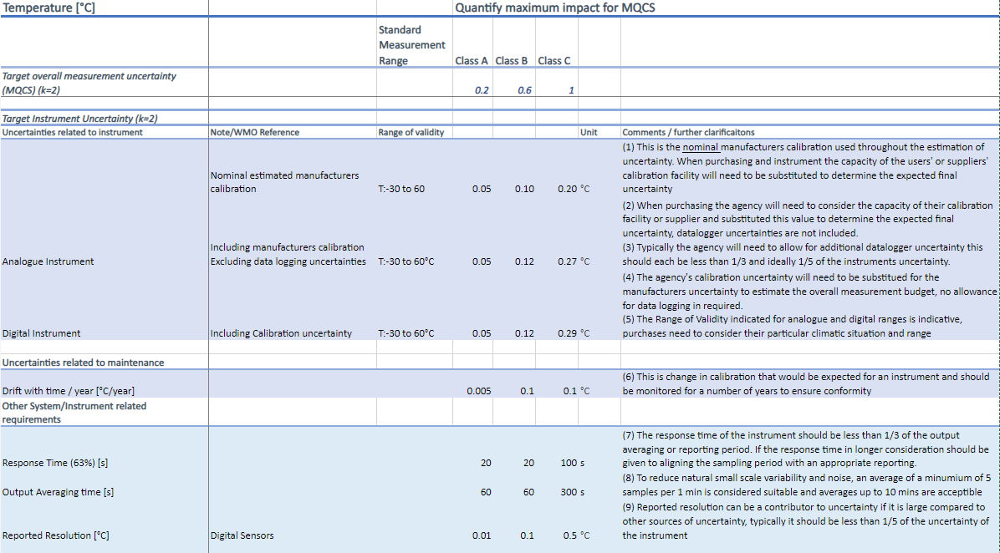 Temperature [°C] Quantify maximum impact for MQCS
Standard
Measurement
Range Class A Class B Class C
Target overall measurement uncertainty
(MQCS) (k=2) 0.2 0.6 1
Target Instrument Uncertainty (k=2)
Uncertainties related to instrument Note/WMO Reference Range of validity Unit Comments / further clarificaitons
(1) This is the nominal manufacturers calibration used throughout the estimation of
uncertainty. When purchasing and instrument the capacity of the users' or suppliers'
Nominal estimated manufacturers calibration facility will need to be substituted to determine the expected final
calibration T:-30 to 60 0.05 0.10 0.20 °C uncertainty
(2) When purchasing the agency will need to consider the capacity of their calibration
facility or supplier and substituted this value to determine the expected final
uncertainty, datalogger uncertainties are not included.
Including manufacturers calibration (3) Typically the agency will need to allow for additional datalogger uncertainty this
Analogue Instrument Excluding data logging uncertainties T:-30 to 60°C 0.05 0.12 0.27 °C should each be less than 1/3 and ideally 1/5 of the instruments uncertainty.
(4) The agency's calibration uncertainty will need to be substitued for the
manufacturers uncertainty to estimate the overall measurement budget, no allowance
for data logging in required.
(5) The Range of Validity indicated for analogue and digital ranges is indicative,
Digital Instrument Including Calibration uncertainty T:-30 to 60°C 0.05 0.12 0.29 °C purchases need to consider their particular climatic situation and range
Uncertainties related to maintenance
(6) This is change in calibration that would be expected for an instrument and should
Drift with time / year [°C/year] 0.005 0.1 0.1 °C be monitored for a number of years to ensure conformity
Other System/Instrument related
requirements
(7) The response time of the instrument should be less than 1/3 of the output
averaging or reporting period. If the response time in longer consideration should be
Response Time (63%) [s] 20 20 100 s given to aligning the sampling period with an appropriate reporting.
(8) To reduce natural small scale variability and noise, an average of a minumium of 5
Output Averaging time [s] 60 60 300 s samples per 1 min is considered suitable and averages up to 10 mins are acceptible
(9) Reported resolution can be a contributor to uncertainty if it is large compared to
other sources of uncertainty, typically it should be less than 1/5 of the uncertainty of
Reported Resolution [°C] Digital Sensors 0.01 0.1 0.5 °C the instrument